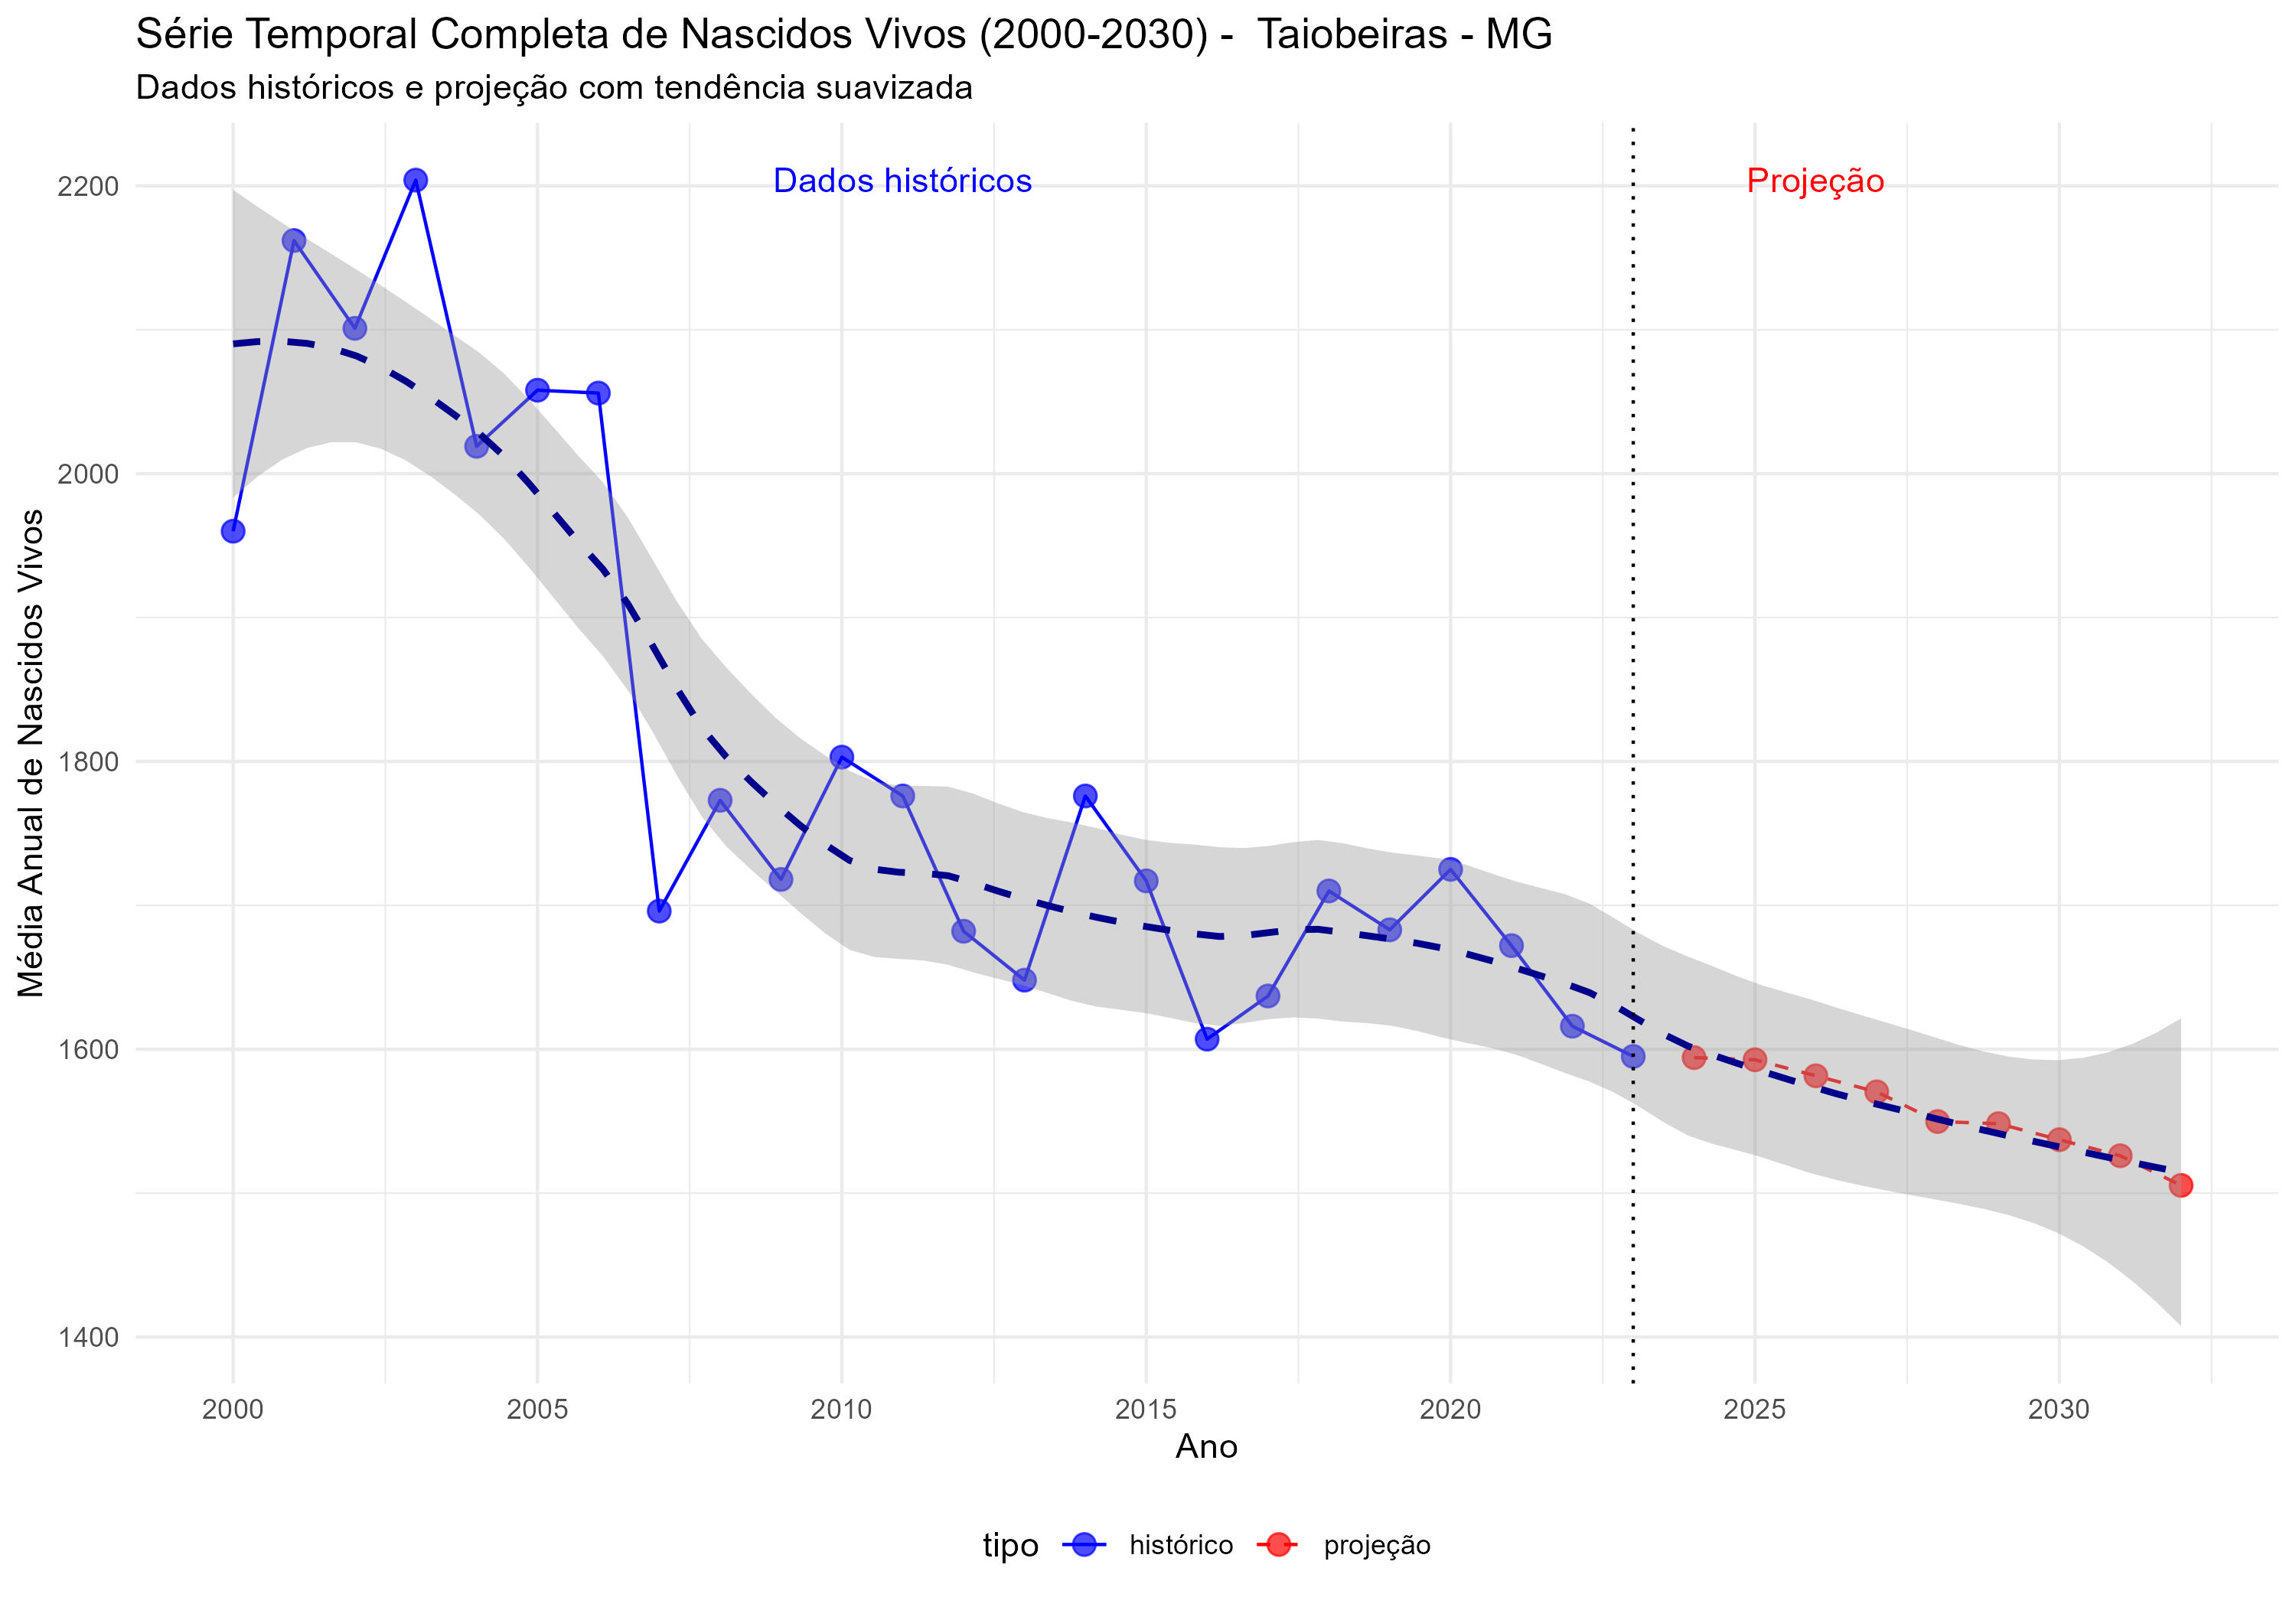 Série Temporal Completa de Nascidos Vivos (2000-2030) -  Taiobeiras - MG
Dados históricos e projeção com tendência suavizada
Dados históricos
Projeção
Média Anual de Nascidos Vivos
2200
2000
1800
1600
1400
2000 2005 2010 2015 2020 2025 2030
Ano
tipo histórico projeção